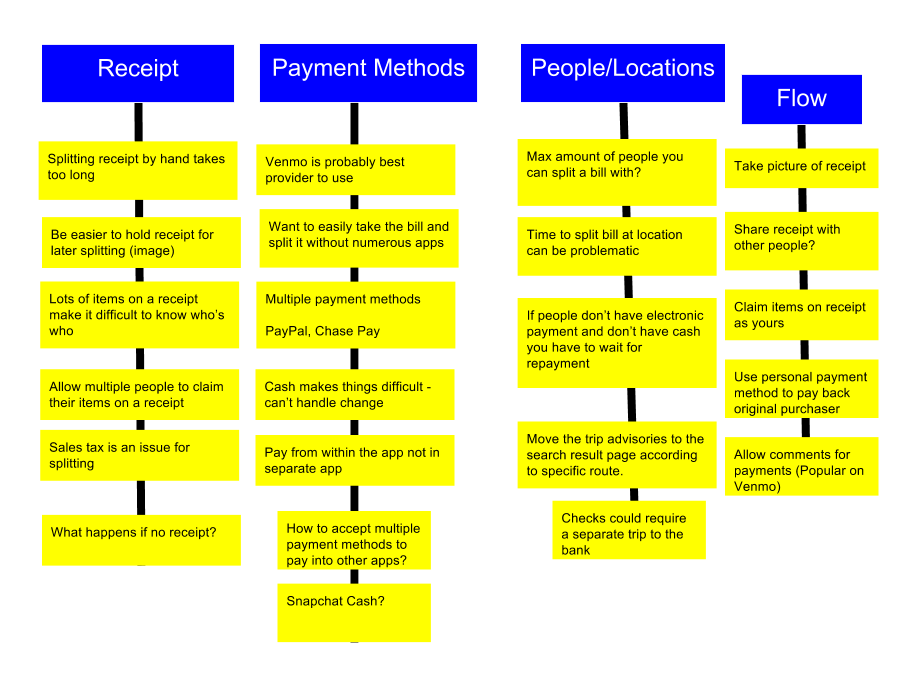 Receipt
Splitting receipt by hand takes
too long
Be easier to hold receipt for
later splitting (image)
Lots of items on a receipt
make it difficult to know who's
who
Allow multiple people to claim
their items on a receipt
Sales tax is an issue for
splitting
What happens if no receipt?
Payment Methods
Venmo is probably best
provider to use
Want to easily take the bill and
split it without numerous apps
Multiple payment methods
PayPal, Chase Pay
Cash makes things difficult -
can't handle change
Pay from within the app not in
separate app
How to accept multiple
payment methods to
pay into other apps?
Snapchat Cash?
People/Locations
Max amount of people you
can split a bill with?
Time to split bill at location
can be problematic
If people don't have electronic
payment and don't have cash
you have to wait for
repayment
Move the trip advisories to the
search result page according
to specific route.
Checks could require
a separate trip to the
bank
Flow
Take picture of receipt
Share receipt with
other people?
Claim items on receipt
as yours
Use personal payment
method to pay back
original purchaser
Allow comments for
payments (Popular on
Venmo)